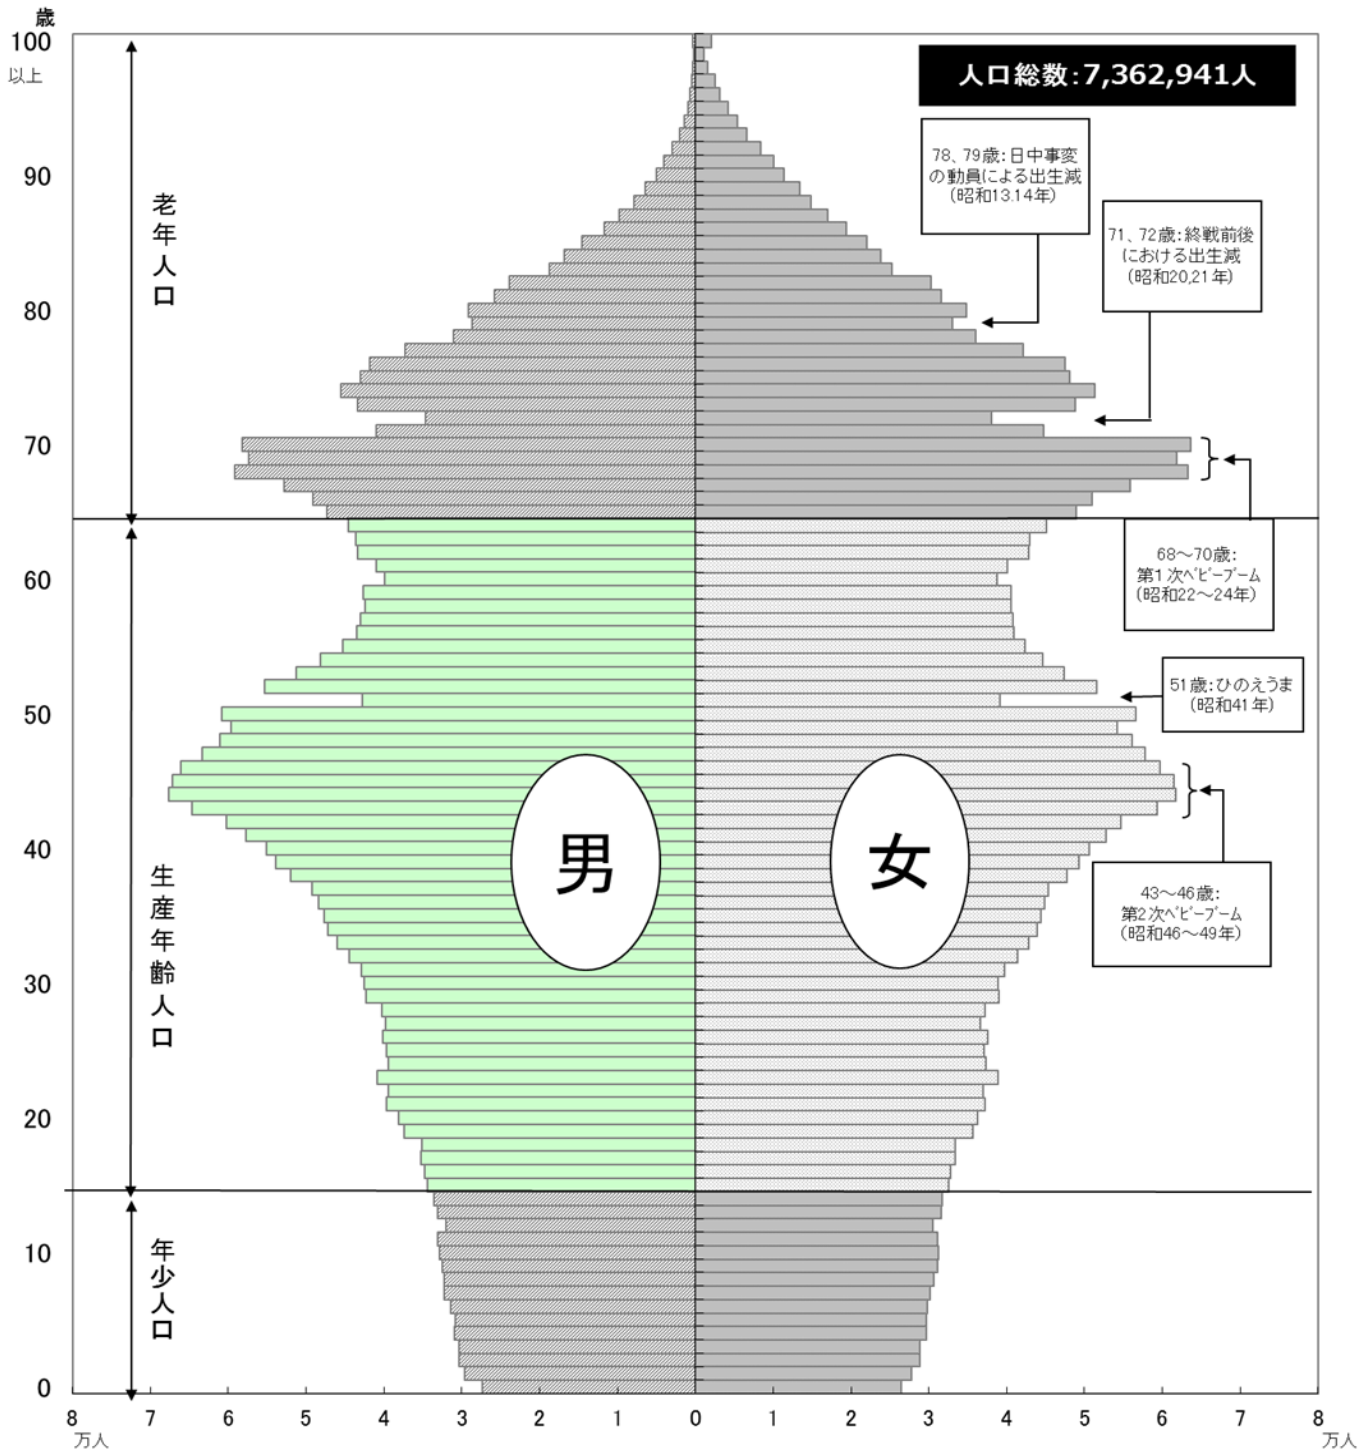 歳
100
以上
90
80
70
60
50
40
30
20
10
0
人口総数:7,362,941人
78、79歳:日中事変
の動員による出生減
(昭和13.14年)
71、72歳:終戦前後
における出生減
(昭和20,21年)
68～70歳:
第1次ﾍﾞﾋﾞｰﾌﾞｰﾑ
(昭和22～24年)
51歳:ひのえうま
(昭和41年)
43～46歳:
第2次ﾍﾞﾋﾞｰﾌﾞｰﾑ
(昭和46～49年)
老年人口
生産年齢人口
年少人口
男
女
8 7 6 5 4 3 2 1 0 1 2 3 4 5 6 7 8
万人 万人